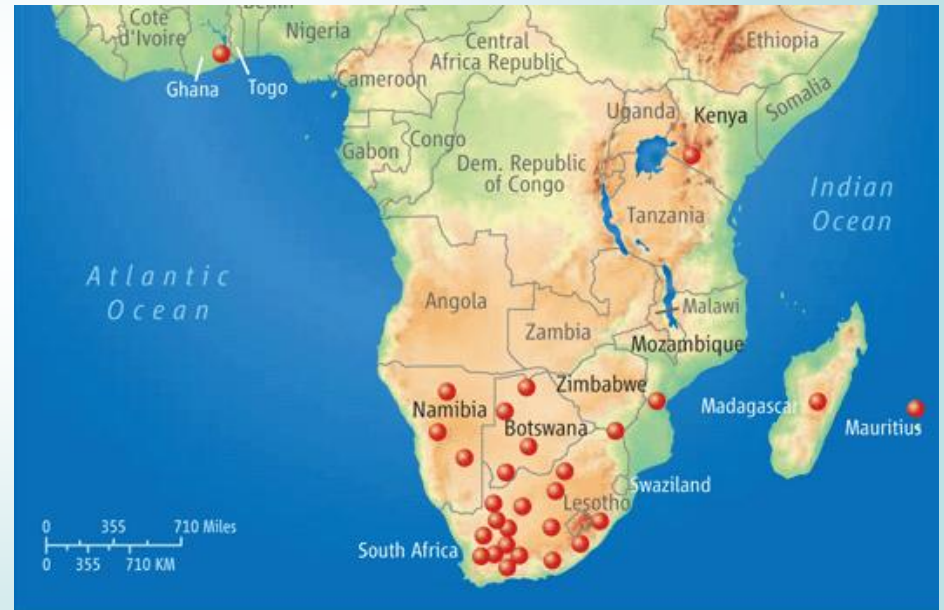 Benin
Cote
d'Ivoire
Nigeria
Ghana
Togo
Cameroon
Central
Africa Republic
Ethiopia
Somalia
Uganda
Kenya
Gabon
Congo
Dem. Republic
of Congo
Tanzania
Indian
Ocean
Atlantic
Ocean
Angola
Zambia
Malawi
Mozambique
Zimbabwe
Namibia
Botswana
Madagascar
Mauritius
Swaziland
Lesotho
South Africa
0 355 710 Miles
0 355 710 KM